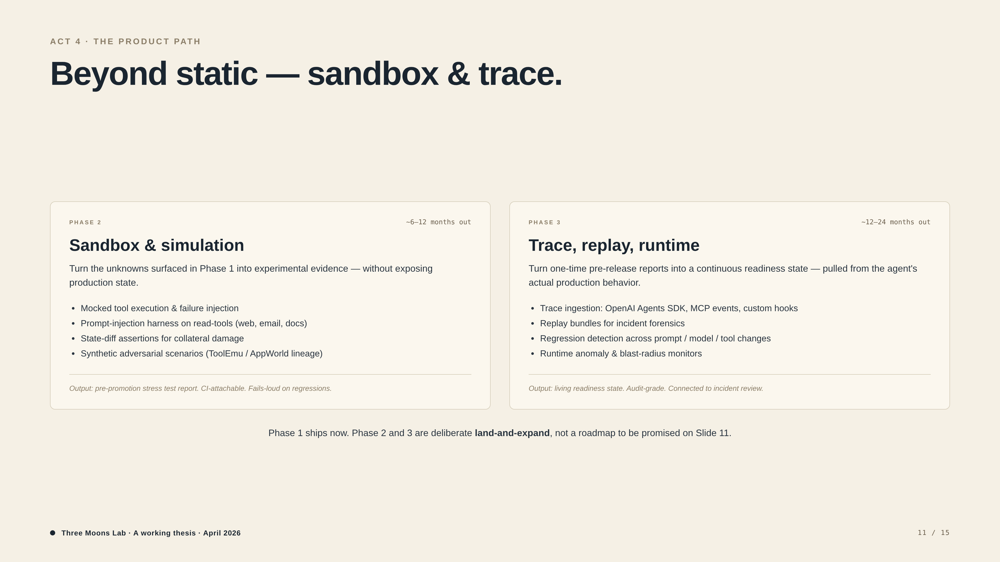 ACT 4 · THE PRODUCT PATH
Beyond static — sandbox & trace.
PHASE 2
~6–12 months out
Sandbox & simulation
Turn the unknowns surfaced in Phase 1 into experimental evidence — without exposing
production state.
• Mocked tool execution & failure injection
• Prompt-injection harness on read-tools (web, email, docs)
• State-diff assertions for collateral damage
• Synthetic adversarial scenarios (ToolEmu / AppWorld lineage)
Output: pre-promotion stress test report. CI-attachable. Fails-loud on regressions.
PHASE 3
~12–24 months out
Trace, replay, runtime
Turn one-time pre-release reports into a continuous readiness state — pulled from the agent's
actual production behavior.
• Trace ingestion: OpenAI Agents SDK, MCP events, custom hooks
• Replay bundles for incident forensics
• Regression detection across prompt / model / tool changes
• Runtime anomaly & blast-radius monitors
Output: living readiness state. Audit-grade. Connected to incident review.
Phase 1 ships now. Phase 2 and 3 are deliberate land-and-expand, not a roadmap to be promised on Slide 11.
Three Moons Lab · A working thesis · April 2026
11 / 15